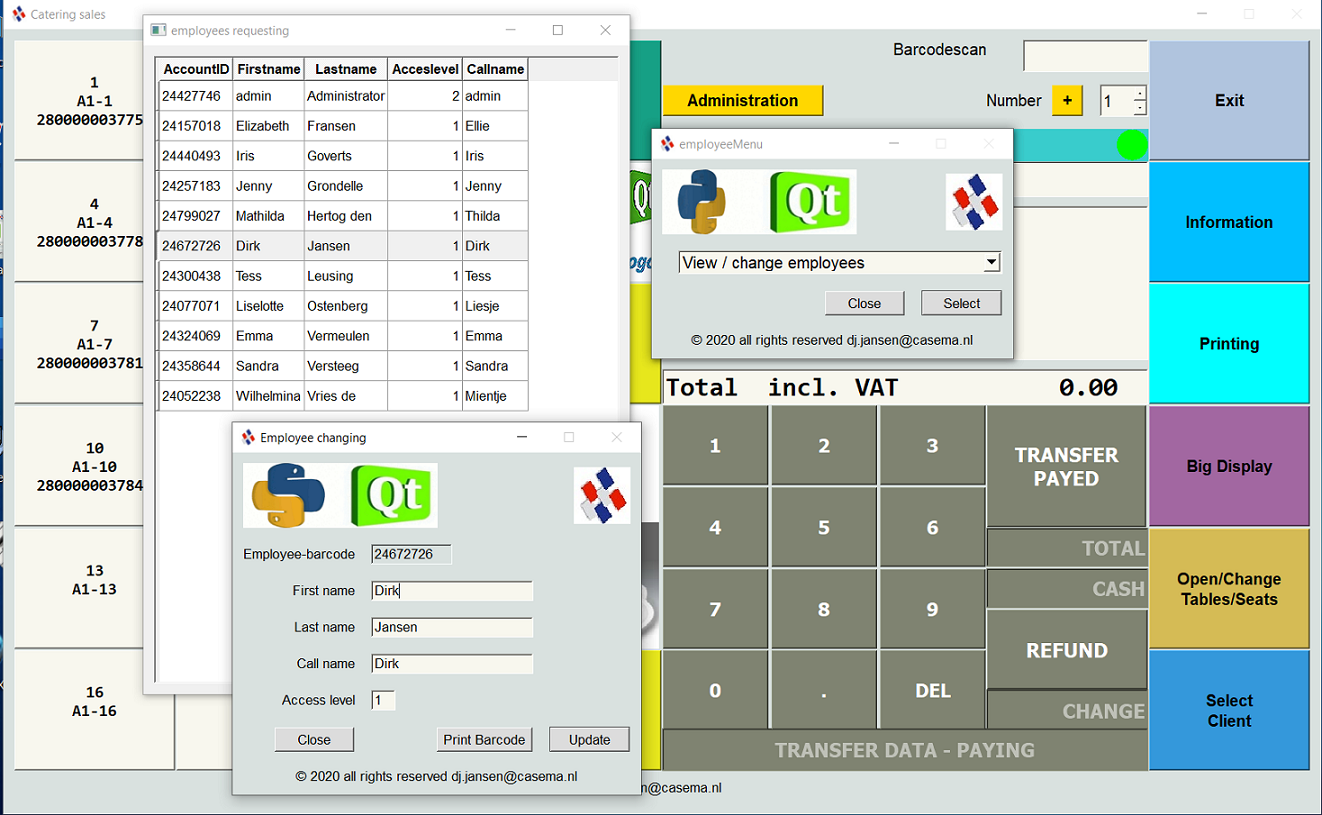 Catering sales
1
A1-1
280000003775
4
A1-4
280000003778
7
A1-7
280000003781
10
A1-10
280000003784
13
A1-13
16
A1-16
employees requesting
AccountID Firstname Lastname Acceslevel Callname
24427746 admin Administrator 2 admin
24157018 Elizabeth Fransen 1 Ellie
24440493 Iris Goverts 1 Iris
24257183 Jenny Grondelle 1 Jenny
24799027 Mathilda Hertog den 1 Thilda
24672726 Dirk Jansen 1 Dirk
24300438 Tess Leusing 1 Tess
24077071 Liselotte Ostenberg 1 Liesje
24324069 Emma Vermeulen 1 Emma
24358644 Sandra Versteeg 1 Sandra
24052238 Wilhelmina Vries de 1 Mientje
Employee changing
Qt
Employee-barcode 24672726
First name Dirk
Last name Jansen
Call name Dirk
Access level 1
Close Print Barcode Update
© 2020 all rights reserved dj.jansen@casema.nl
Barcodescan
Administration
Number + 1
employeeMenu
Qt
View / change employees
Close Select
© 2020 all rights reserved dj.jansen@casema.nl
Total incl. VAT 0.00
1 2 3
TRANSFER
PAYED
4 5 6
TOTAL
CASH
7 8 9
REFUND
0 . DEL
CHANGE
TRANSFER DATA - PAYING
Exit
Information
Printing
Big Display
Open/Change
Tables/Seats
Select
Client
n@casema.nl